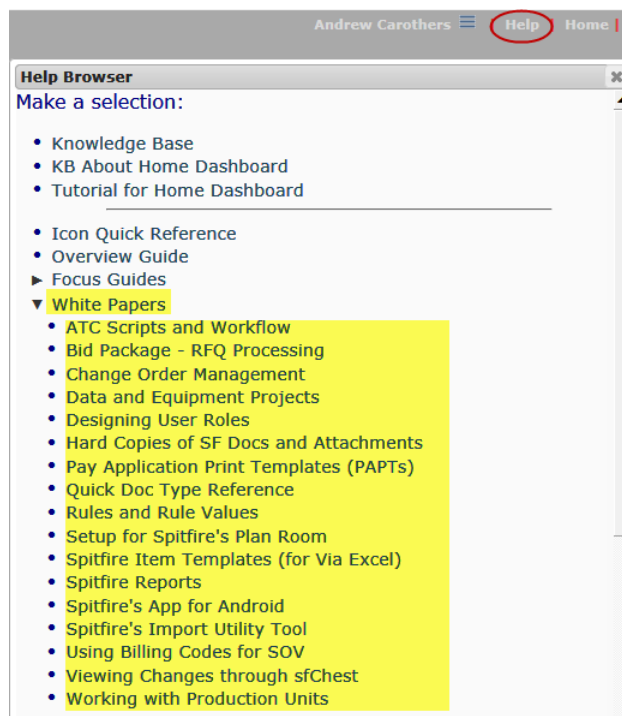 Andrew Carothers ☰ | Help | Home |
Help Browser
Make a selection:
• Knowledge Base
• KB About Home Dashboard
• Tutorial for Home Dashboard
• Icon Quick Reference
• Overview Guide
► Focus Guides
▼ White Papers
• ATC Scripts and Workflow
• Bid Package - RFQ Processing
• Change Order Management
• Data and Equipment Projects
• Designing User Roles
• Hard Copies of SF Docs and Attachments
• Pay Application Print Templates (PAPTs)
• Quick Doc Type Reference
• Rules and Rule Values
• Setup for Spitfire's Plan Room
• Spitfire Item Templates (for Via Excel)
• Spitfire Reports
• Spitfire's App for Android
• Spitfire's Import Utility Tool
• Using Billing Codes for SOV
• Viewing Changes through sfChest
• Working with Production Units